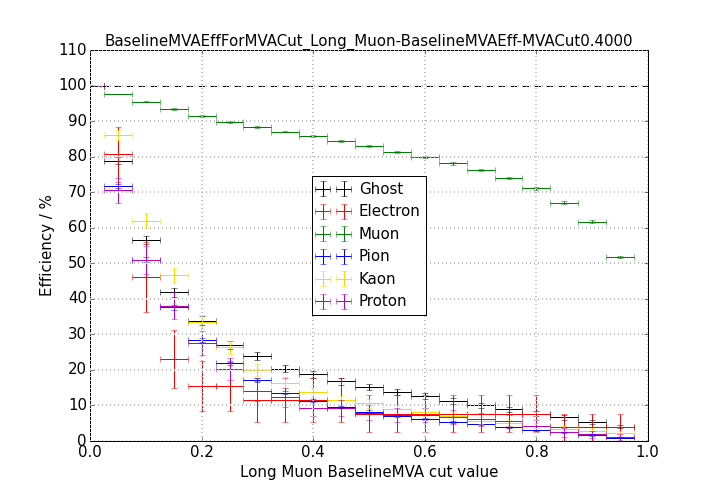 BaselineMVAEffForMVACut_Long_Muon-BaselineMVAEff-MVACut0.4000
110
100
90
80
70
60
50
40
30
20
10
0
Efficiency / %
Ghost
Electron
Muon
Pion
Kaon
Proton
0.0 0.2 0.4 0.6 0.8 1.0
Long Muon BaselineMVA cut value